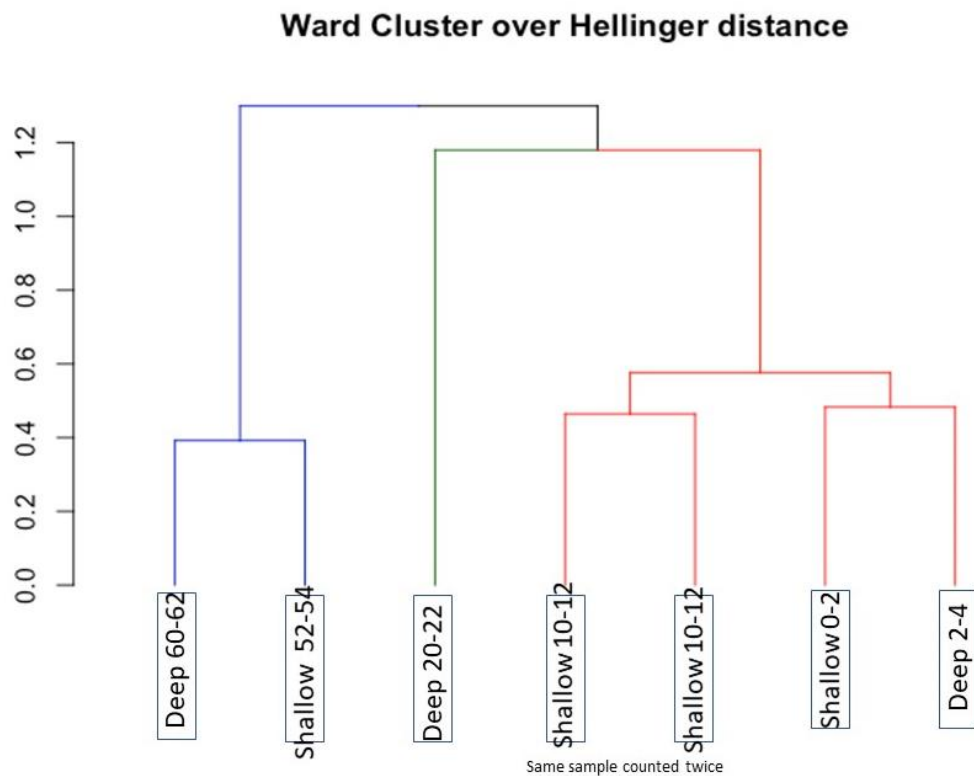 Ward Cluster over Hellinger distance
1.2
1.0
0.8
0.6
0.4
0.2
0.0
Deep 60-62
Shallow 52-54
Deep 20-22
Shallow 10-12
Shallow 10-12
Shallow 0-2
Deep 2-4
Same sample counted twice